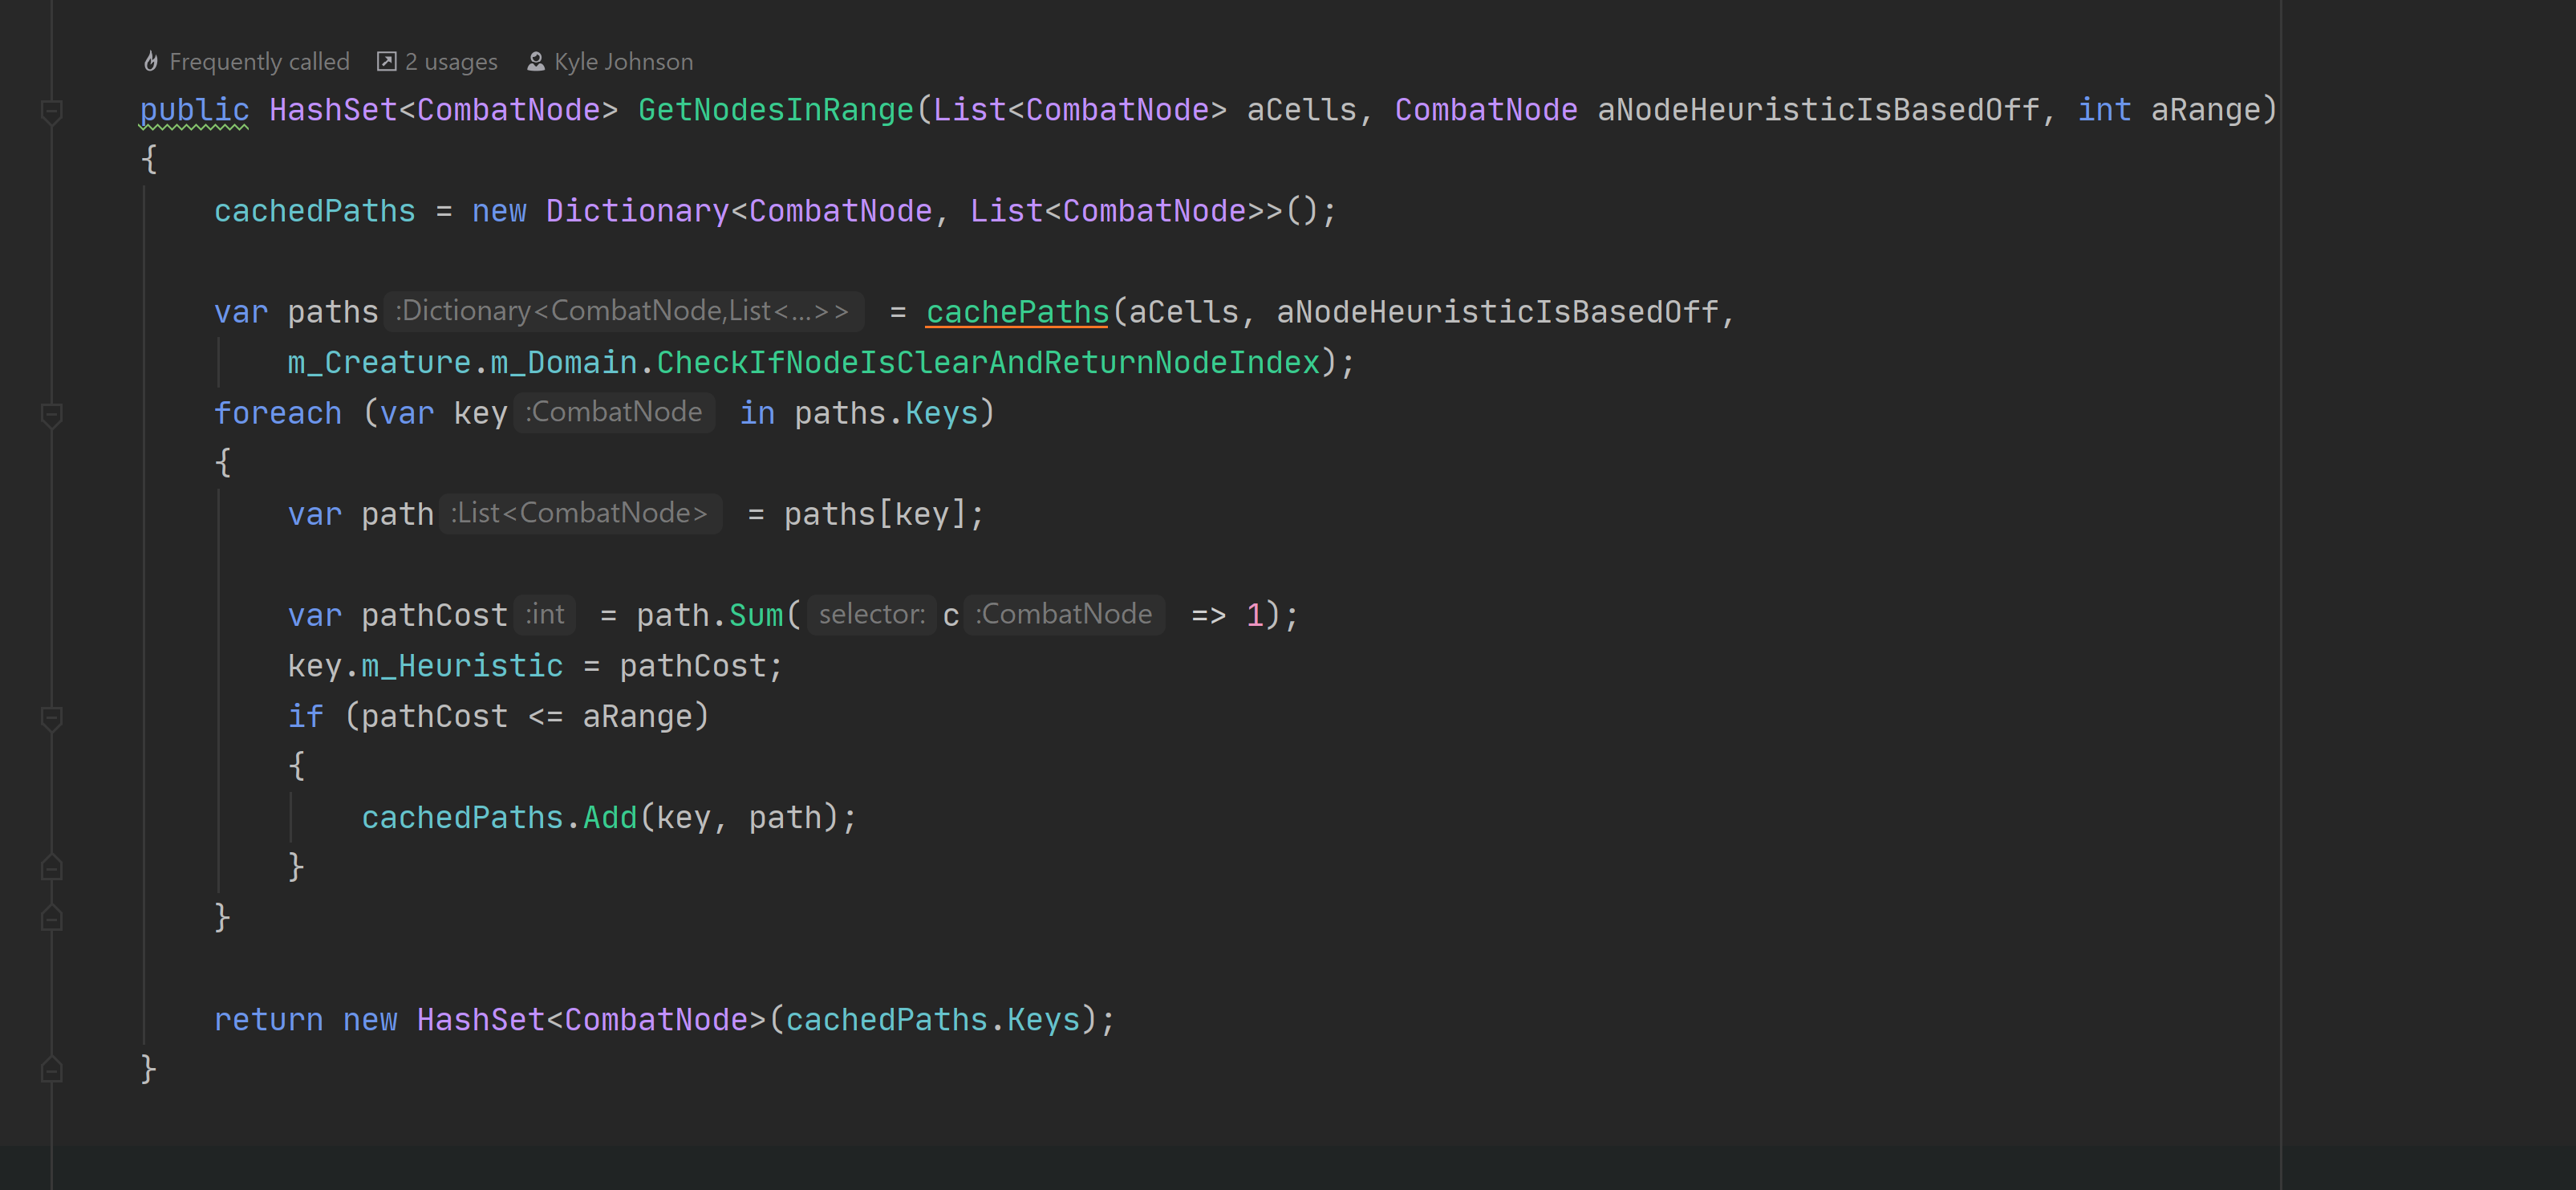 Frequently called 2 usages Kyle Johnson
public HashSet<CombatNode> GetNodesInRange(List<CombatNode> aCells, CombatNode aNodeHeuristicIsBasedOff, int aRange)
{
cachedPaths = new Dictionary<CombatNode, List<CombatNode>>();
var paths :Dictionary<CombatNode,List<...>> = cachePaths(aCells, aNodeHeuristicIsBasedOff,
m_Creature.m_Domain.CheckIfNodeIsClearAndReturnNodeIndex);
foreach (var key :CombatNode in paths.Keys)
{
var path :List<CombatNode> = paths[key];
var pathCost :int = path.Sum( selector: c :CombatNode => 1);
key.m_Heuristic = pathCost;
if (pathCost <= aRange)
{
cachedPaths.Add(key, path);
}
}
return new HashSet<CombatNode>(cachedPaths.Keys);
}